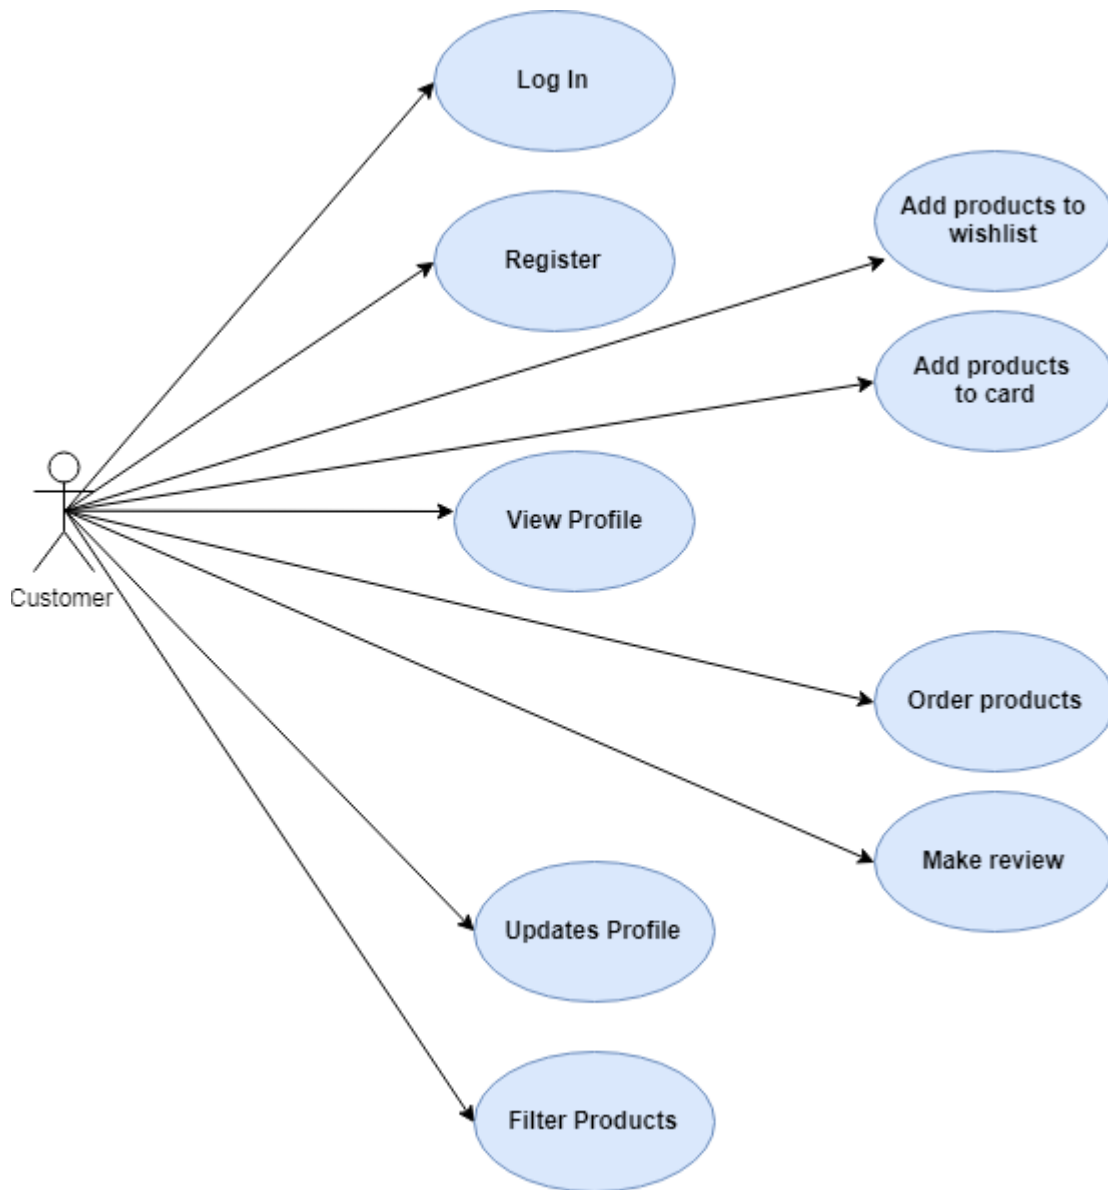 Log In
Add products to
wishlist
Register
Add products
to card
View Profile
Customer
Order products
Make review
Updates Profile
Filter Products